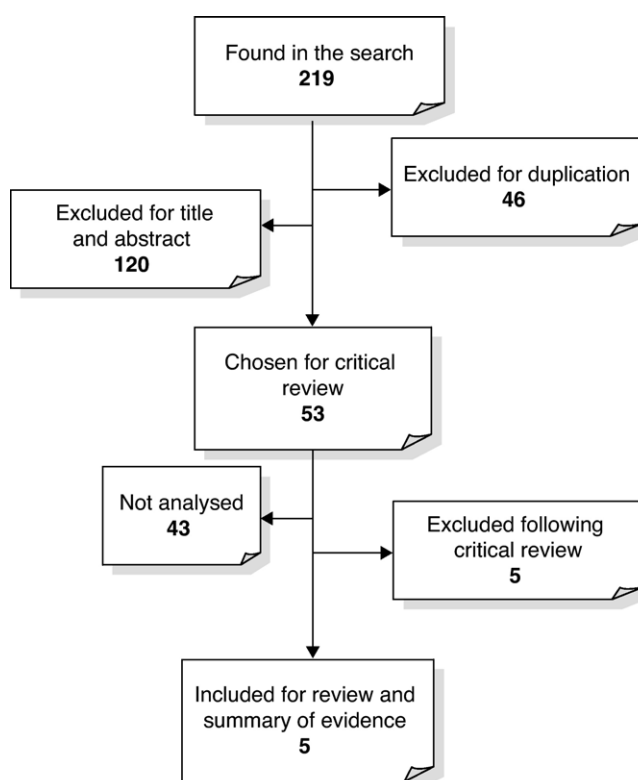 Found in the search
219
Excluded for duplication
46
Excluded for title
and abstract
120
Chosen for critical
review
53
Not analysed
43
Excluded following
critical review
5
Included for review and
summary of evidence
5